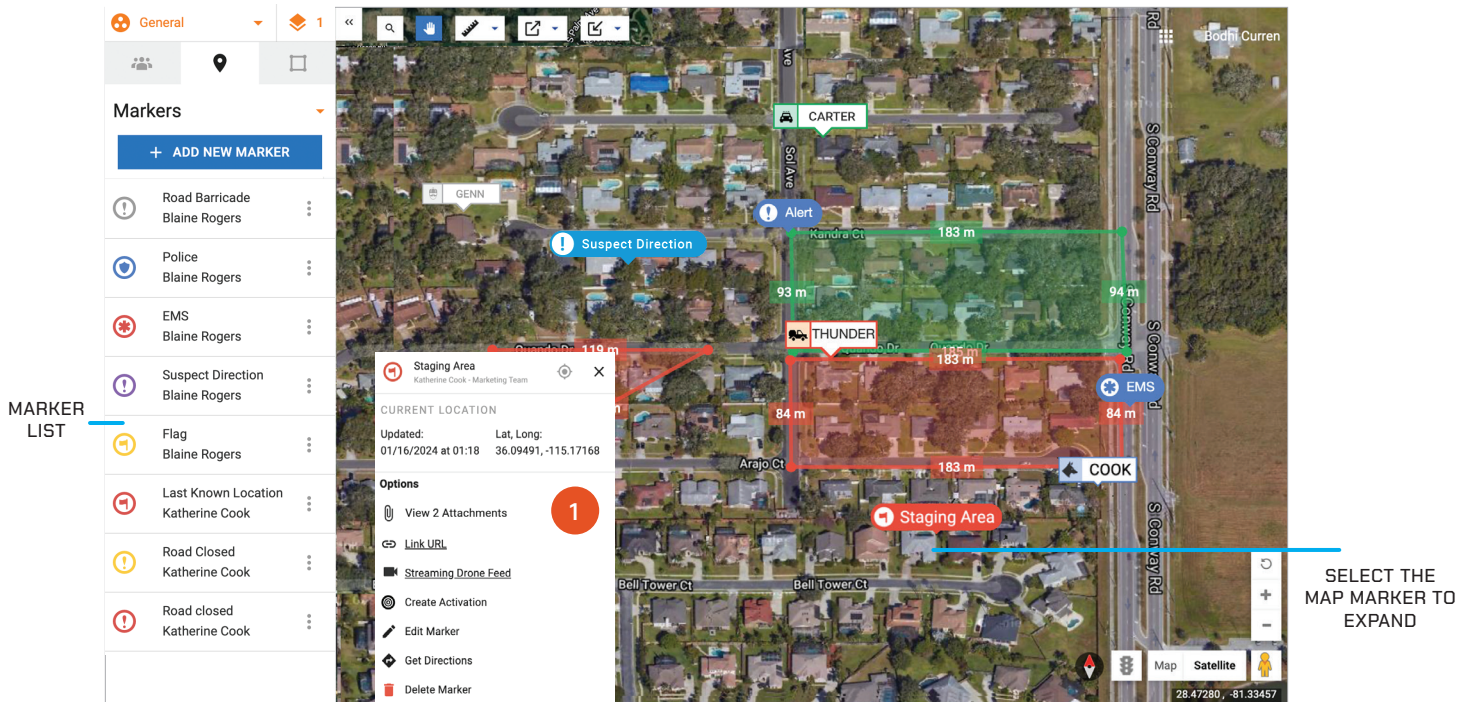 General
1
Markers
+ ADD NEW MARKER
Road Barricade
Blaine Rogers
Police
Blaine Rogers
EMS
Blaine Rogers
Suspect Direction
Blaine Rogers
Flag
Blaine Rogers
Last Known Location
Katherine Cook
Road Closed
Katherine Cook
Road closed
Katherine Cook
MARKER
LIST
Bodhi Curren
Rd
CARTER
Sol Ave
S Conway Rd
GENN
Alert
Suspect Direction
Kandra Ct
183 m
93 m
94 m
THUNDER
Quando Dr
119 m
185 m
183 m
EMS
84 m
84 m
Arajo Ct
183 m
COOK
Staging Area
S Conway Rd
Bell Tower Ct
Bell Tower Ct
Staging Area
Katherine Cook - Marketing Team
CURRENT LOCATION
Updated:
01/16/2024 at 01:18
Lat, Long:
36.09491, -115.17168
Options
View 2 Attachments
1
Link URL
Streaming Drone Feed
Create Activation
Edit Marker
Get Directions
Delete Marker
Map
Satellite
28.47280 , -81.33457
SELECT THE
MAP MARKER TO
EXPAND